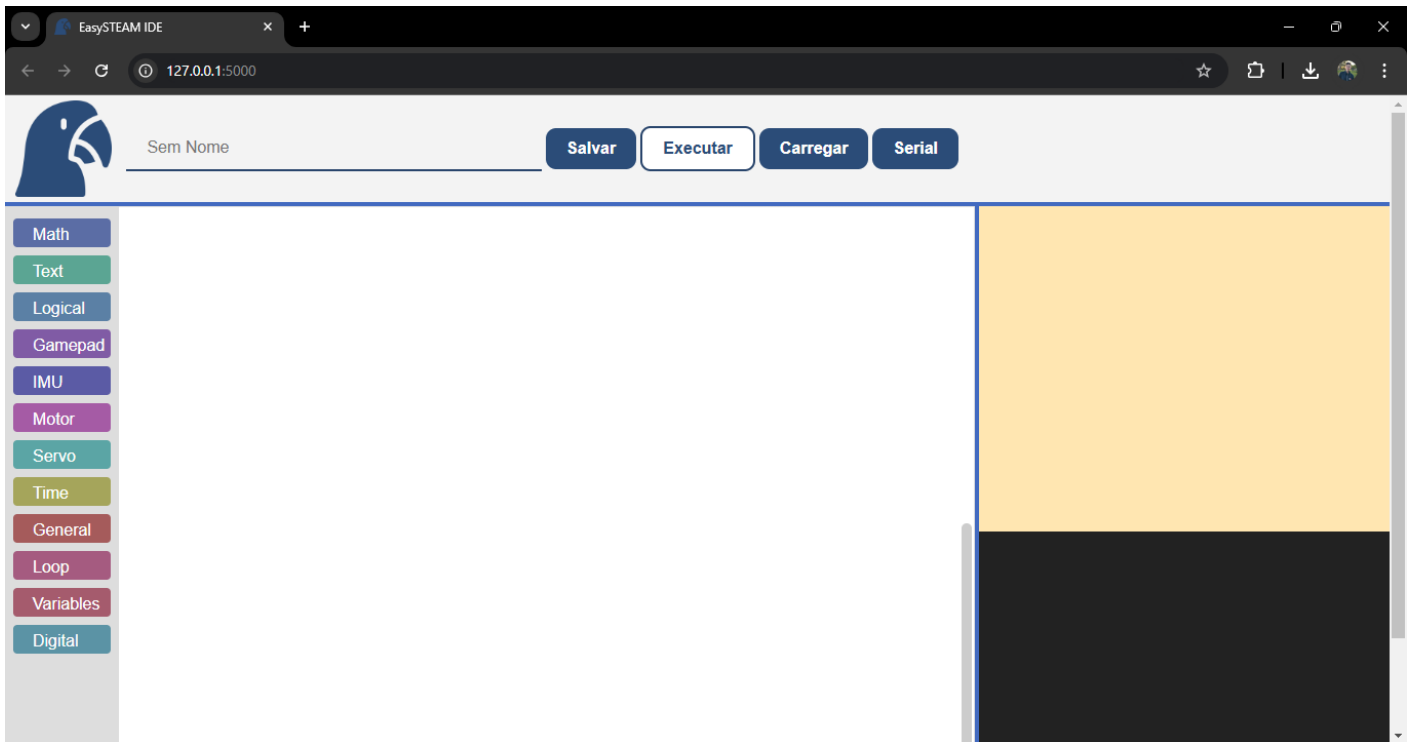 EasySTEAM IDE
127.0.0.1:5000
Sem Nome
Salvar
Executar
Carregar
Serial
Math
Text
Logical
Gamepad
IMU
Motor
Servo
Time
General
Loop
Variables
Digital